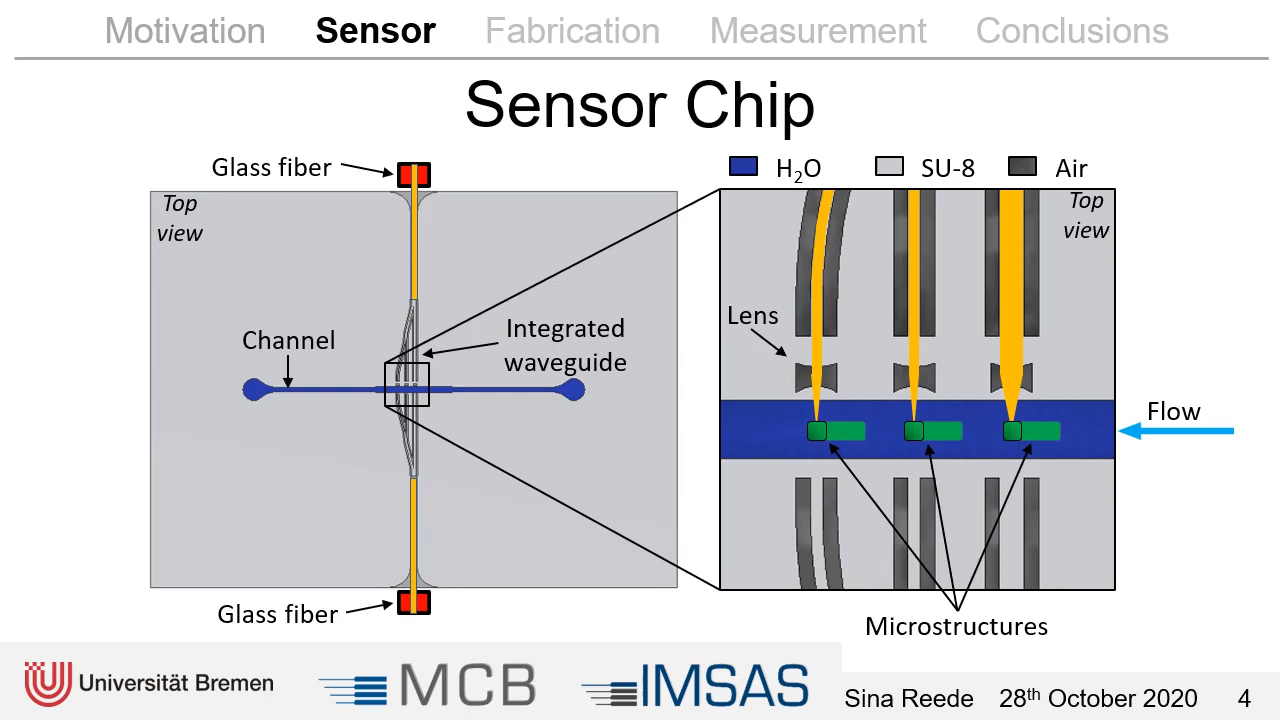 Motivation Sensor Fabrication Measurement Conclusions
Sensor Chip
Glass fiber
H₂O SU-8 Air
Top
view
Top
view
Lens
Channel
Integrated
waveguide
Flow
Glass fiber
Microstructures
Universität Bremen
MCB
IMSAS
Sina Reede 28th October 2020 4